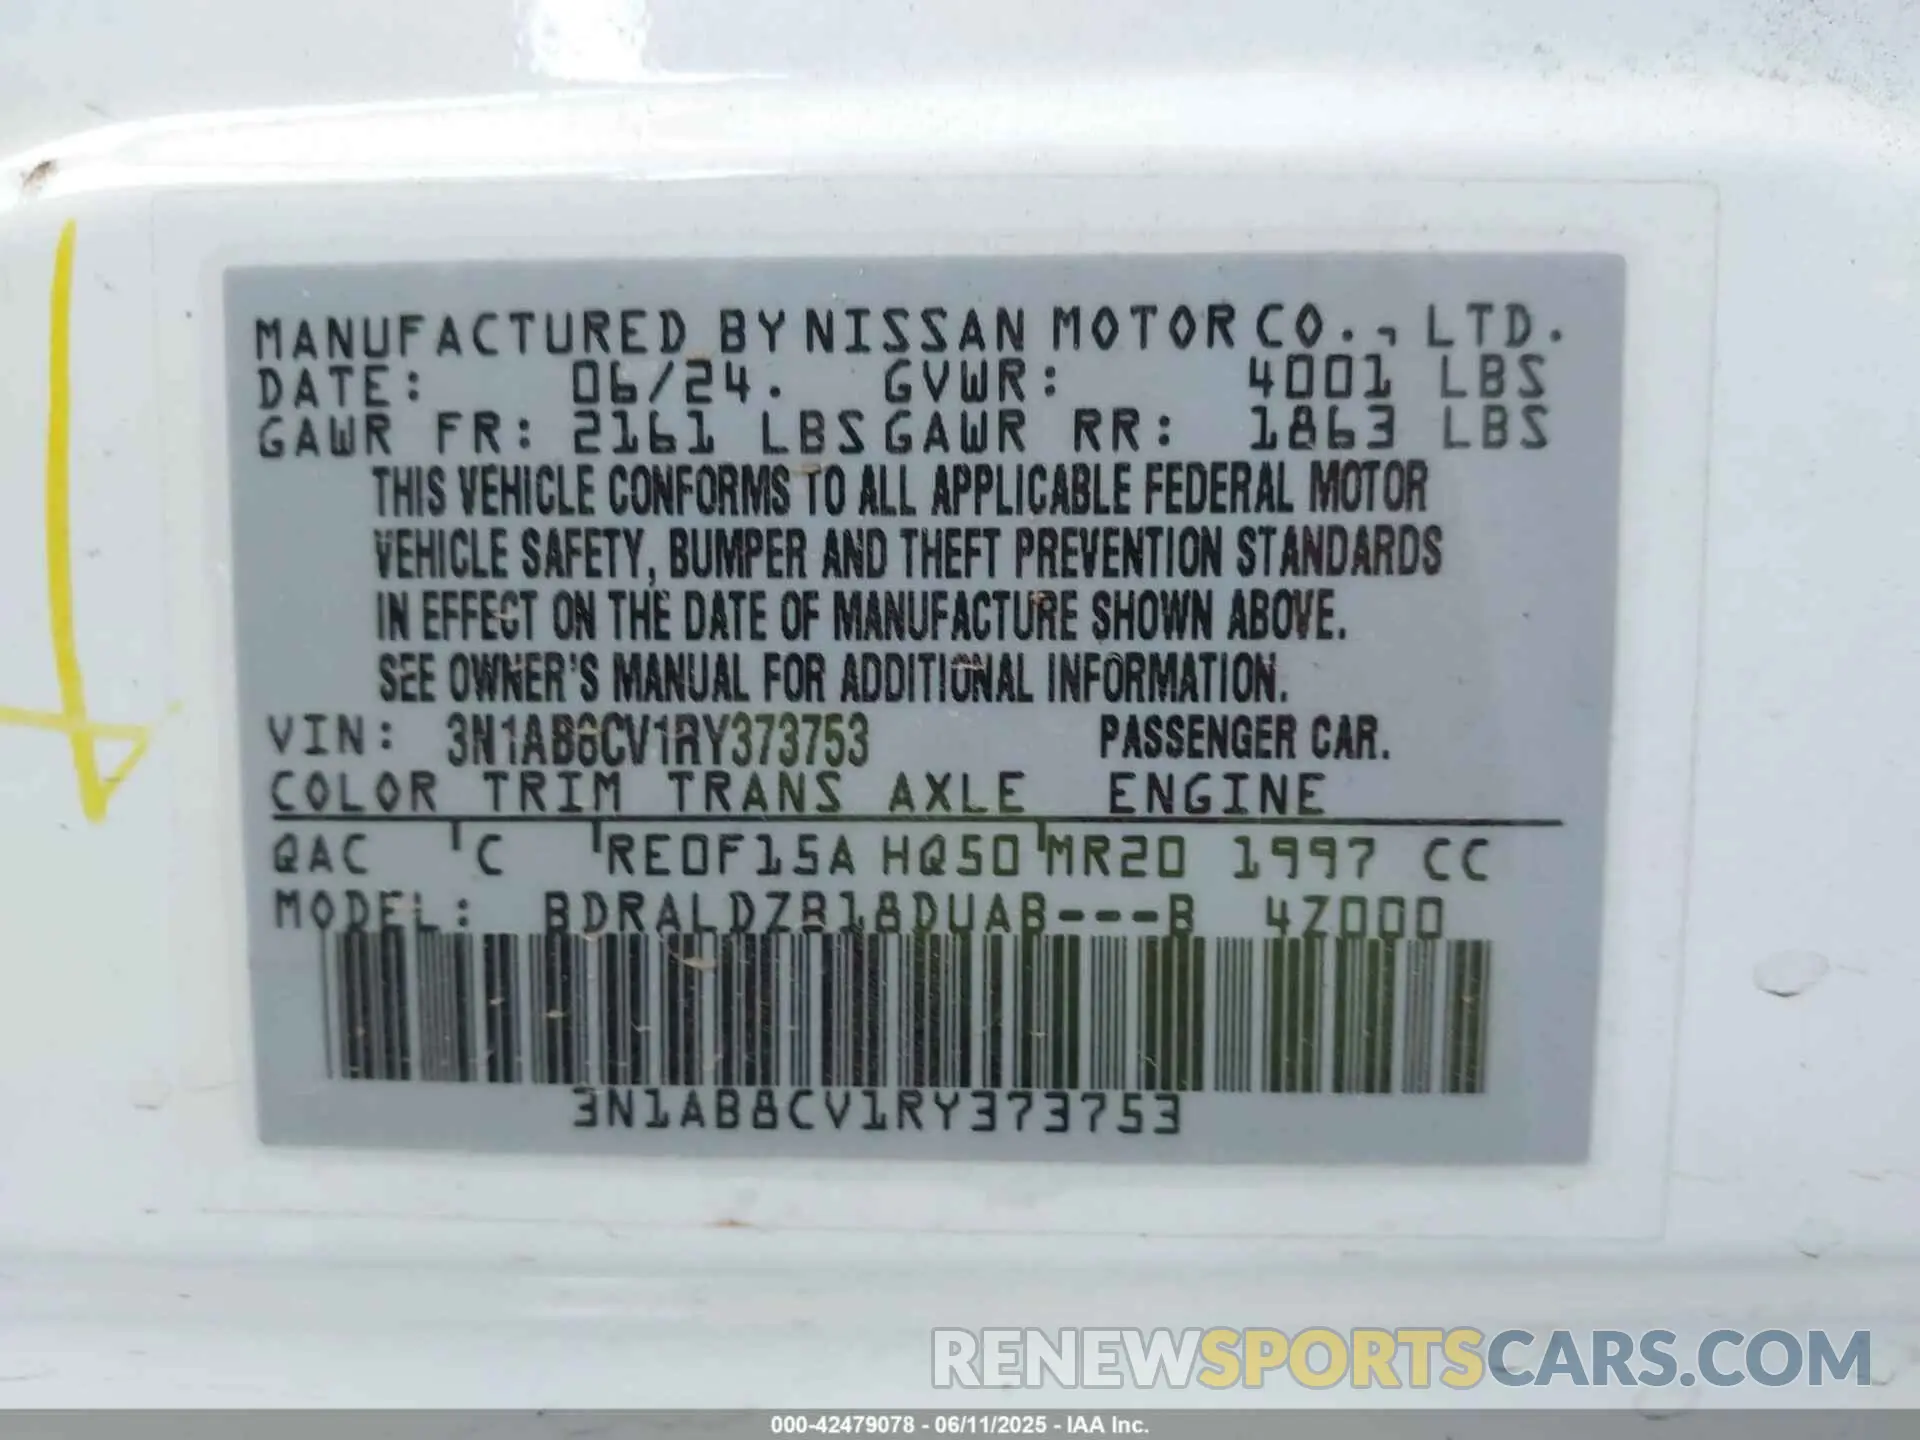 MANUFACTURED BY NISSAN MOTOR CO., LTD.
DATE: 06/24. GVWR: 4001 LBS
GAWR FR: 2161 LBS GAWR RR: 1863 LBS
THIS VEHICLE CONFORMS TO ALL APPLICABLE FEDERAL MOTOR
VEHICLE SAFETY, BUMPER AND THEFT PREVENTION STANDARDS
IN EFFECT ON THE DATE OF MANUFACTURE SHOWN ABOVE.
SEE OWNER'S MANUAL FOR ADDITIONAL INFORMATION.
VIN: 3N1AB8CV1RY373753 PASSENGER CAR.
COLOR TRIM TRANS AXLE ENGINE
QAC C RE0F15A HQ50 MR20 1997 CC
MODEL: BDRALDZB18DUAB---B 4Z000
3N1AB8CV1RY373753
RENEWSPORTSCARS.COM
000-42479078 - 06/11/2025 - IAA Inc.